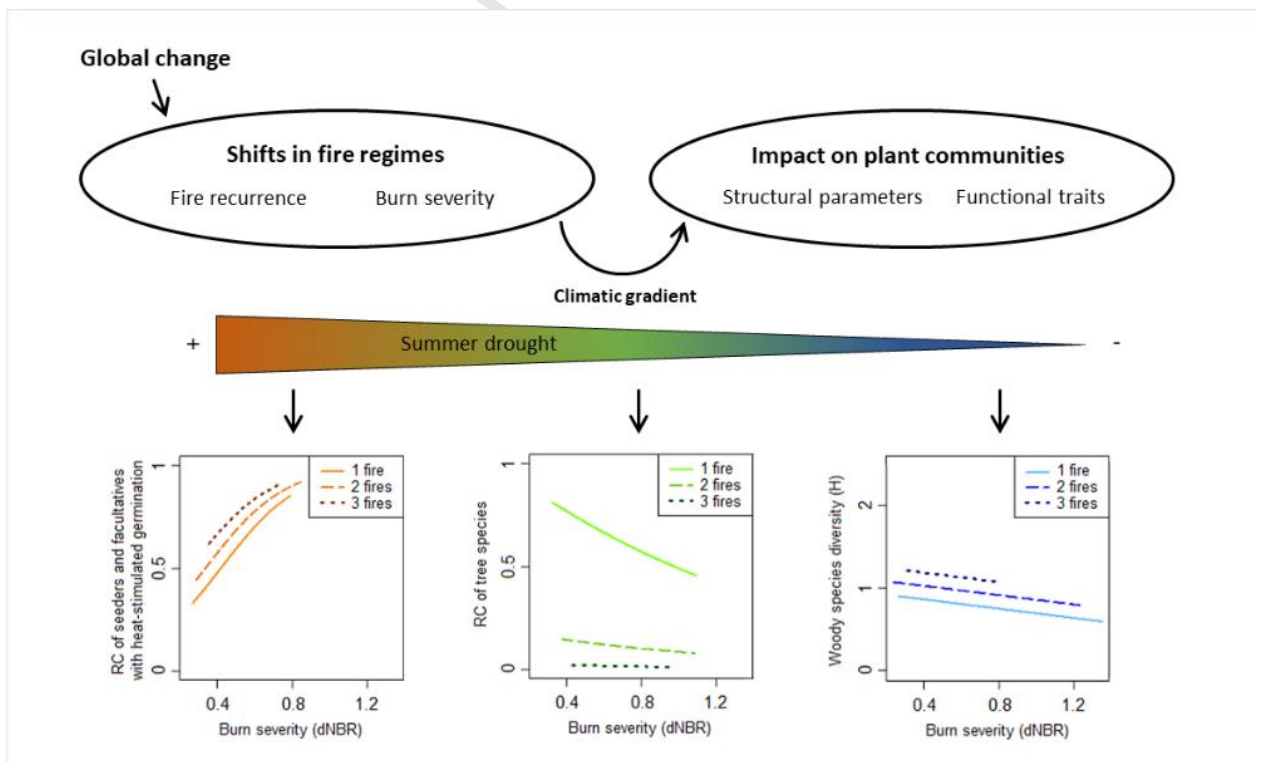 Global change
Shifts in fire regimes
Fire recurrence Burn severity
Impact on plant communities
Structural parameters Functional traits
Climatic gradient
+ Summer drought -
RC of seeders and facultatives
with heat-stimulated germination
1
0.5
0
1 fire
2 fires
3 fires
0.4 0.8 1.2
Burn severity (dNBR)
RC of tree species
1
0.5
0
1 fire
2 fires
3 fires
0.4 0.8 1.2
Burn severity (dNBR)
Woody species diversity (H)
2
1
0
1 fire
2 fires
3 fires
0.4 0.8 1.2
Burn severity (dNBR)